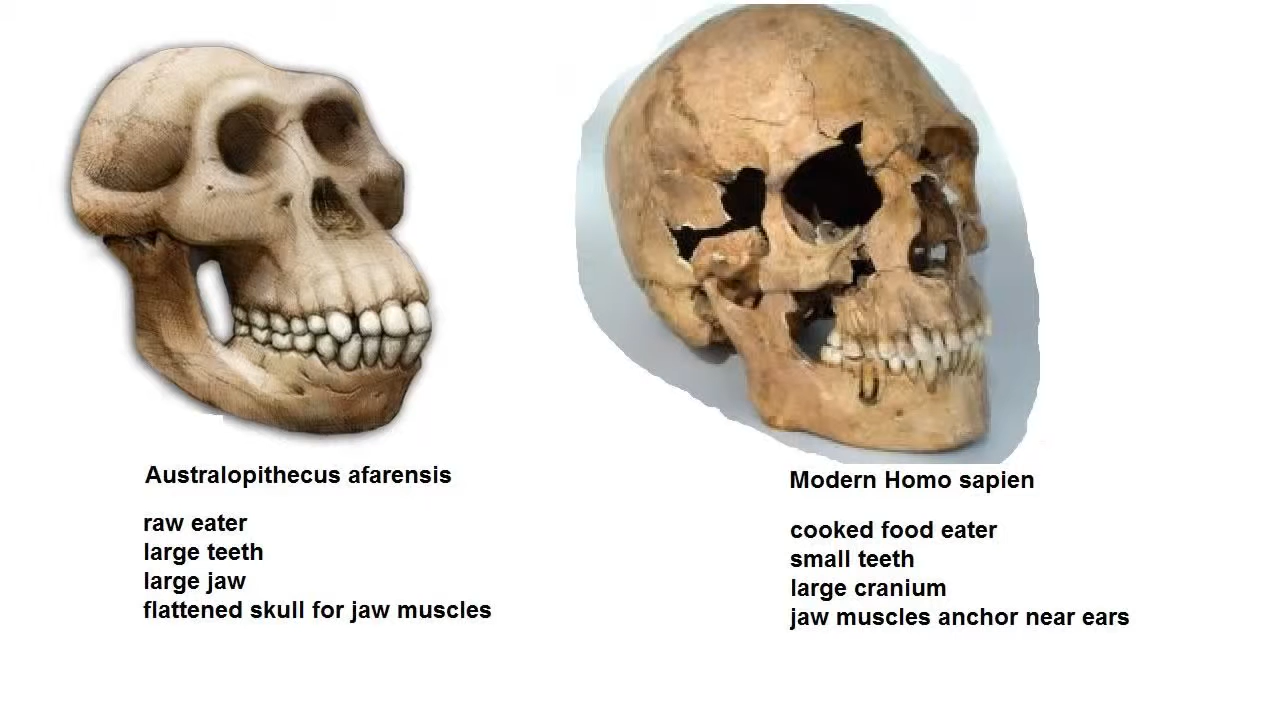 Australopithecus afarensis
raw eater
large teeth
large jaw
flattened skull for jaw muscles
Modern Homo sapien
cooked food eater
small teeth
large cranium
jaw muscles anchor near ears